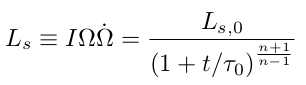 $L_s \equiv I\Omega\dot{\Omega} = \frac{L_{s,0}}{(1 + t/\tau_0)^{\frac{n+1}{n-1}}}$